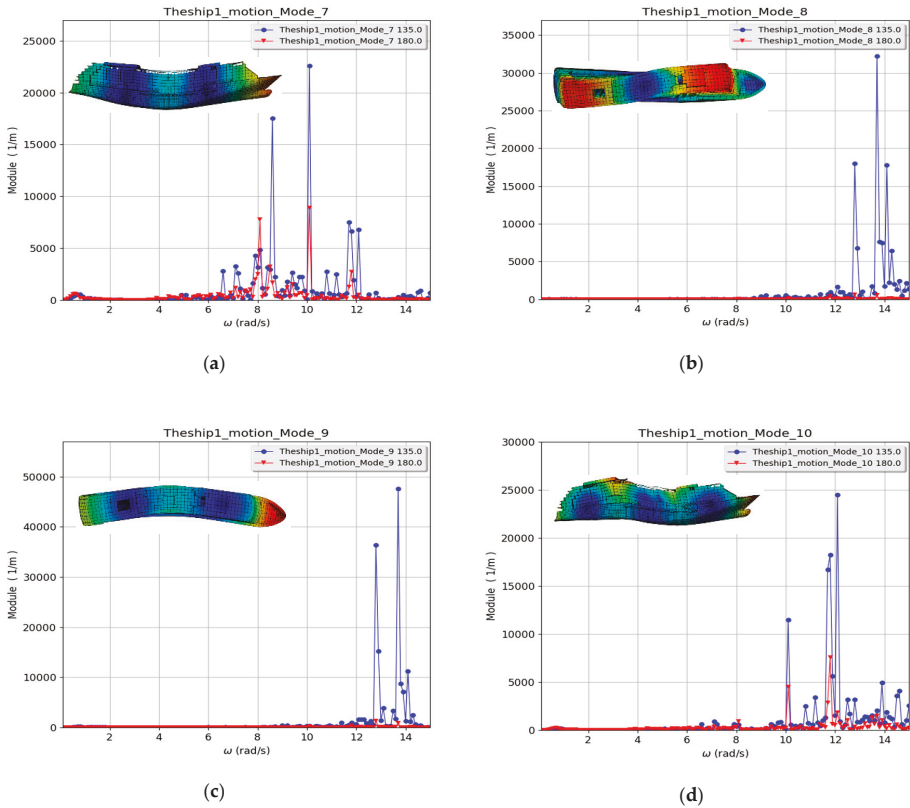 Theship1_motion_Mode_7
Theship1_motion_Mode_7 135.0
Theship1_motion_Mode_7 180.0
Module ( 1/m )
25000
20000
15000
10000
5000
0
2 4 6 8 10 12 14
ω (rad/s)
(a)
Theship1_motion_Mode_8
Theship1_motion_Mode_8 135.0
Theship1_motion_Mode_8 180.0
Module ( 1/m )
35000
30000
25000
20000
15000
10000
5000
0
2 4 6 8 10 12 14
ω (rad/s)
(b)
Theship1_motion_Mode_9
Theship1_motion_Mode_9 135.0
Theship1_motion_Mode_9 180.0
Module ( 1/m )
50000
40000
30000
20000
10000
0
2 4 6 8 10 12 14
ω (rad/s)
(c)
Theship1_motion_Mode_10
Theship1_motion_Mode_10 135.0
Theship1_motion_Mode_10 180.0
Module ( 1/m )
30000
25000
20000
15000
10000
5000
0
2 4 6 8 10 12 14
ω (rad/s)
(d)